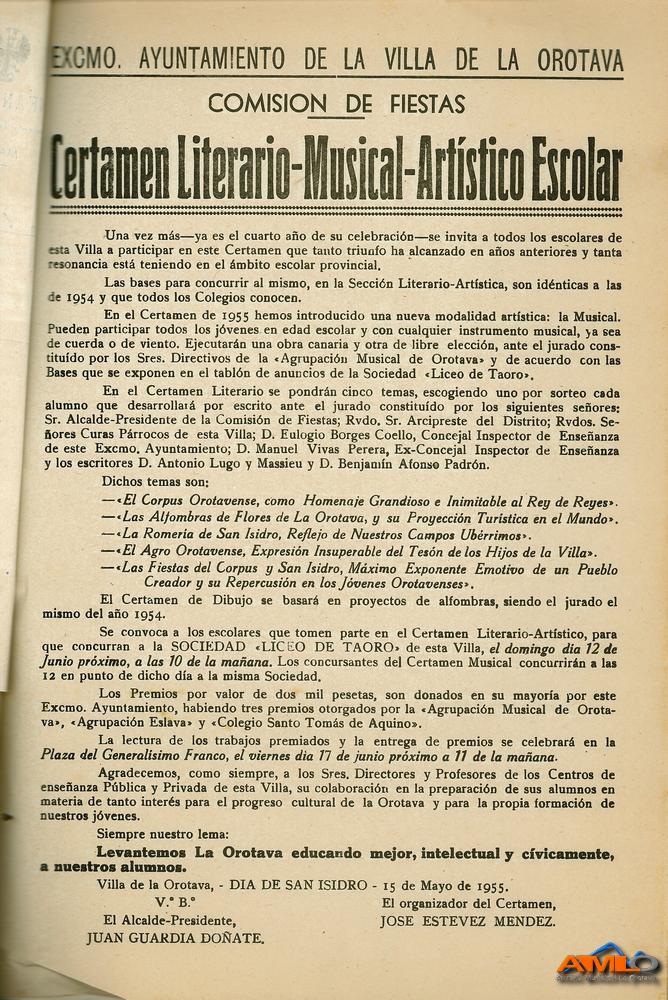 EXCMO. AYUNTAMIENTO DE LA VILLA DE LA OROTAVA
COMISION DE FIESTAS
Certamen Literario-Musical-Artístico Escolar
Una vez más—ya es el cuarto año de su celebración—se invita a todos los escolares de
esta Villa a participar en este Certamen que tanto triunfo ha alcanzado en años anteriores y tanta
resonancia está teniendo en el ámbito escolar provincial.
Las bases para concurrir al mismo, en la Sección Literario-Artística, son idénticas a las
de 1954 y que todos los Colegios conocen.
En el Certamen de 1955 hemos introducido una nueva modalidad artística: la Musical.
Pueden participar todos los jóvenes en edad escolar y con cualquier instrumento musical, ya sea
de cuerda o de viento. Ejecutarán una obra canaria y otra de libre elección, ante el jurado cons-
tituído por los Sres. Directivos de la «Agrupación Musical de Orotava» y de acuerdo con las
Bases que se exponen en el tablón de anuncios de la Sociedad «Liceo de Taoro».
En el Certamen Literario se pondrán cinco temas, escogiendo uno por sorteo cada
alumno que desarrollará por escrito ante el jurado constituído por los siguientes señores:
Sr. Alcalde-Presidente de la Comisión de Fiestas; Rvdo. Sr. Arcipreste del Distrito; Rvdos. Se-
ñores Curas Párrocos de esta Villa; D. Eulogio Borges Coello, Concejal Inspector de Enseñanza
de este Excmo. Ayuntamiento; D. Manuel Vivas Perera, Ex-Concejal Inspector de Enseñanza
y los escritores D. Antonio Lugo y Massieu y D. Benjamín Afonso Padrón.
Dichos temas son:
—«El Corpus Orotavense, como Homenaje Grandioso e Inimitable al Rey de Reyes».
—«Las Alfombras de Flores de La Orotava, y su Proyección Turística en el Mundo».
—«La Romería de San Isidro, Reflejo de Nuestros Campos Ubérrimos».
—«El Agro Orotavense, Expresión Insuperable del Tesón de los Hijos de la Villa».
—«Las Fiestas del Corpus y San Isidro, Máximo Exponente Emotivo de un Pueblo
Creador y su Repercusión en los Jóvenes Orotavenses».
El Certamen de Dibujo se basará en proyectos de alfombras, siendo el jurado el
mismo del año 1954.
Se convoca a los escolares que tomen parte en el Certamen Literario-Artístico, para
que concurran a la SOCIEDAD «LICEO DE TAORO» de esta Villa, el domingo dia 12 de
Junio próximo, a las 10 de la mañana. Los concursantes del Certamen Musical concurrirán a las
12 en punto de dicho día a la misma Sociedad.
Los Premios por valor de dos mil pesetas, son donados en su mayoría por este
Excmo. Ayuntamiento, habiendo tres premios otorgados por la «Agrupación Musical de Orota-
va», «Agrupación Eslava» y «Colegio Santo Tomás de Aquino».
La lectura de los trabajos premiados y la entrega de premios se celebrará en la
Plaza del Generalísimo Franco, el viernes dia 17 de junio próximo a 11 de la mañana.
Agradecemos, como siempre, a los Sres. Directores y Profesores de los Centros de
enseñanza Pública y Privada de esta Villa, su colaboración en la preparación de sus alumnos en
materia de tanto interés para el progreso cultural de la Orotava y para la propia formación de
nuestros jóvenes.
Siempre nuestro lema:
Levantemos La Orotava educando mejor, intelectual y cívicamente,
a nuestros alumnos.
Villa de la Orotava, - DIA DE SAN ISIDRO - 15 de Mayo de 1955.
V.° B.° El organizador del Certamen,
El Alcalde-Presidente, JOSE ESTEVEZ MENDEZ.
JUAN GUARDIA DOÑATE.
AMLO